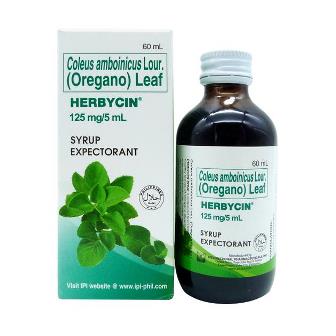 60 mL
Coleus amboinicus Lour.
(Oregano) Leaf
HERBYCIN®
125 mg/5 mL
SYRUP
EXPECTORANT
PHILIPPINES
Visit IPI website @ www.ipi-phil.com
60 mL
Coleus amboinicus Lour.
(Oregano) Leaf
HERBYCIN®
125 mg/5 mL
SYRUP
EXPECTORANT